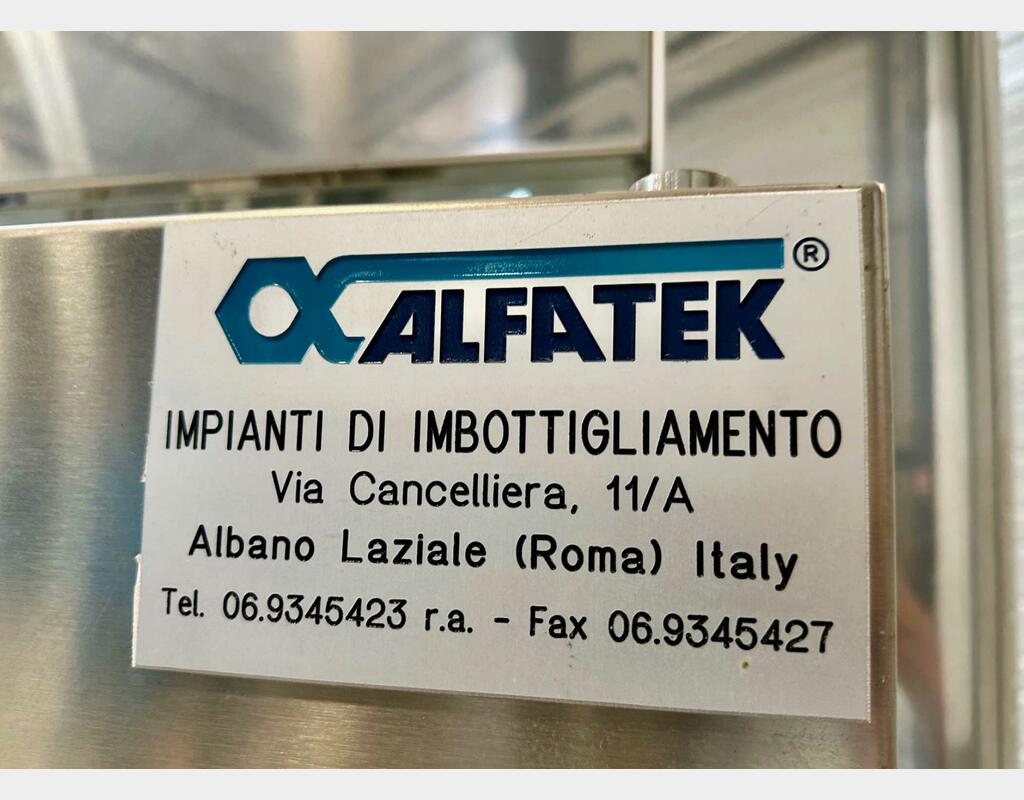 ALFATEK ®
IMPIANTI DI IMBOTTIGLIAMENTO
Via Cancelliera, 11/A
Albano Laziale (Roma) Italy
Tel. 06.9345423 r.a. - Fax 06.9345427